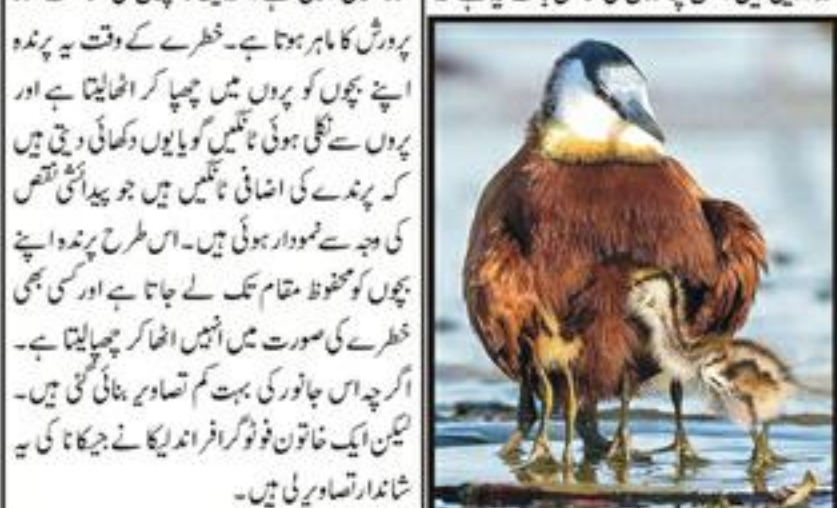 پرورش کا ماہر ہوتا ہے۔ خطرے کے وقت یہ پرندہ
اپنے بچوں کو پروں میں چھپا کر اٹھالیتا ہے اور
پروں سے نکلی ہوئی ٹانگیں گویا یوں دکھائی دیتی ہیں
کہ پرندے کی اضافی ٹانگیں ہیں جو پیدائشی نقص
کی وجہ سے نمودار ہوئی ہیں۔ اس طرح پرندہ اپنے
بچوں کو محفوظ مقام تک لے جاتا ہے اور کسی بھی
خطرے کی صورت میں انہیں اٹھا کر چھپالیتا ہے۔
اگرچہ اس جانور کی بہت کم تصاویر بنائی گئی ہیں۔
لیکن ایک خاتون فوٹوگرافر اندلیکا نے جیکانا کی یہ
شاندار تصاویر لی ہیں۔